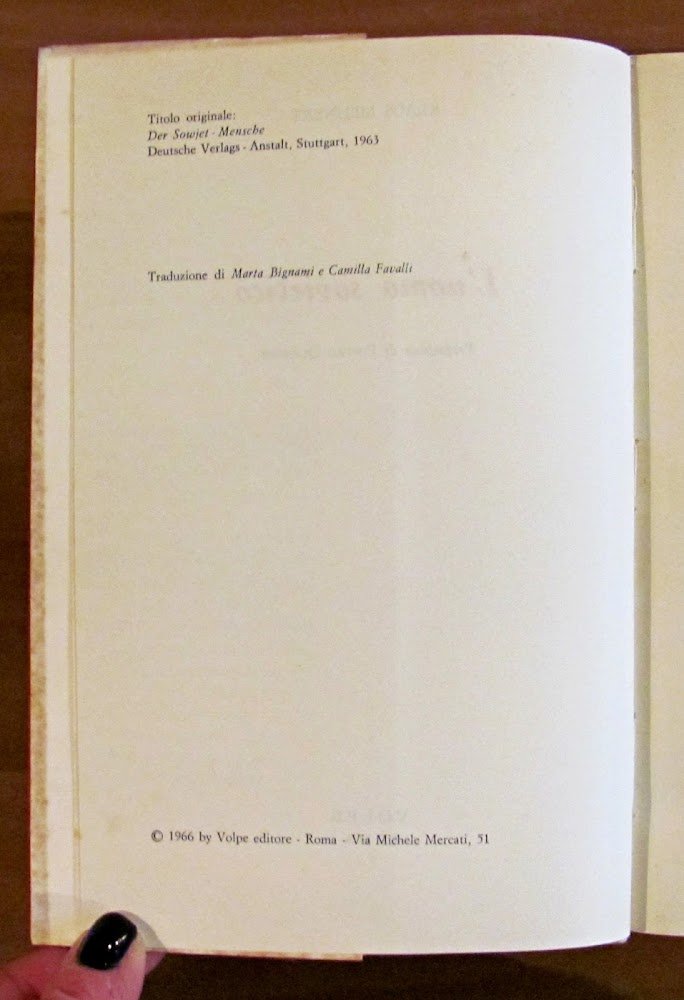 Titolo originale:
Der Sowjet - Mensche
Deutsche Verlags - Anstalt, Stuttgart, 1963
Traduzione di Marta Bignami e Camilla Favalli
© 1966 by Volpe editore - Roma - Via Michele Mercati, 51